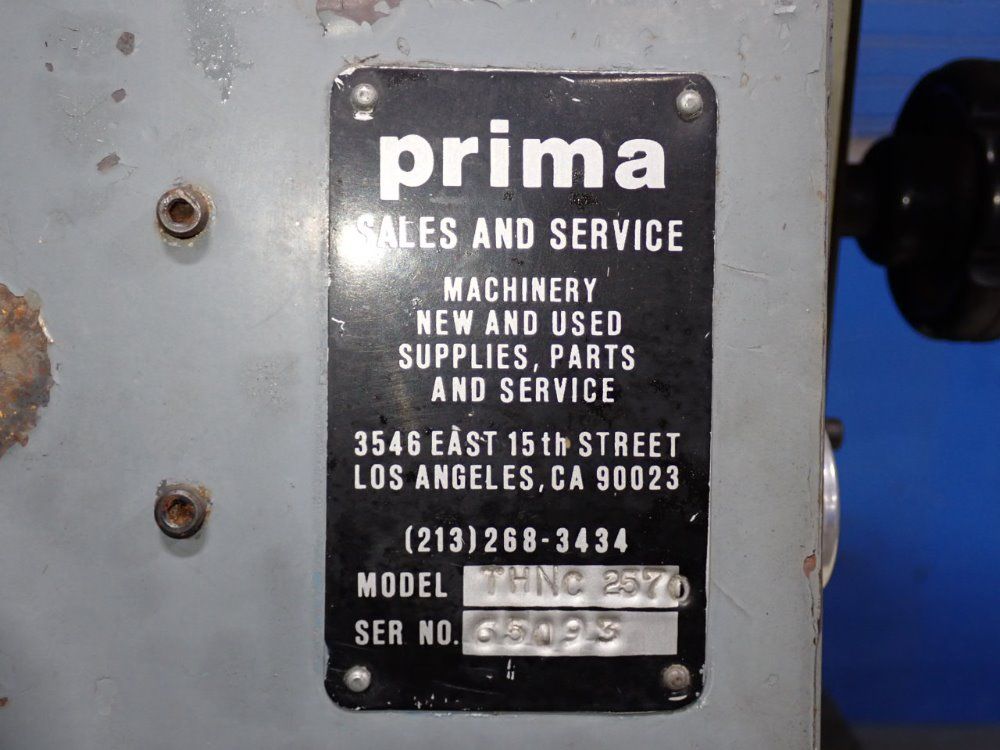 prima
SALES AND SERVICE
MACHINERY
NEW AND USED
SUPPLIES, PARTS
AND SERVICE
3546 EAST 15th STREET
LOS ANGELES, CA 90023
(213)268-3434
MODEL THNC 2570
SER NO. 65193